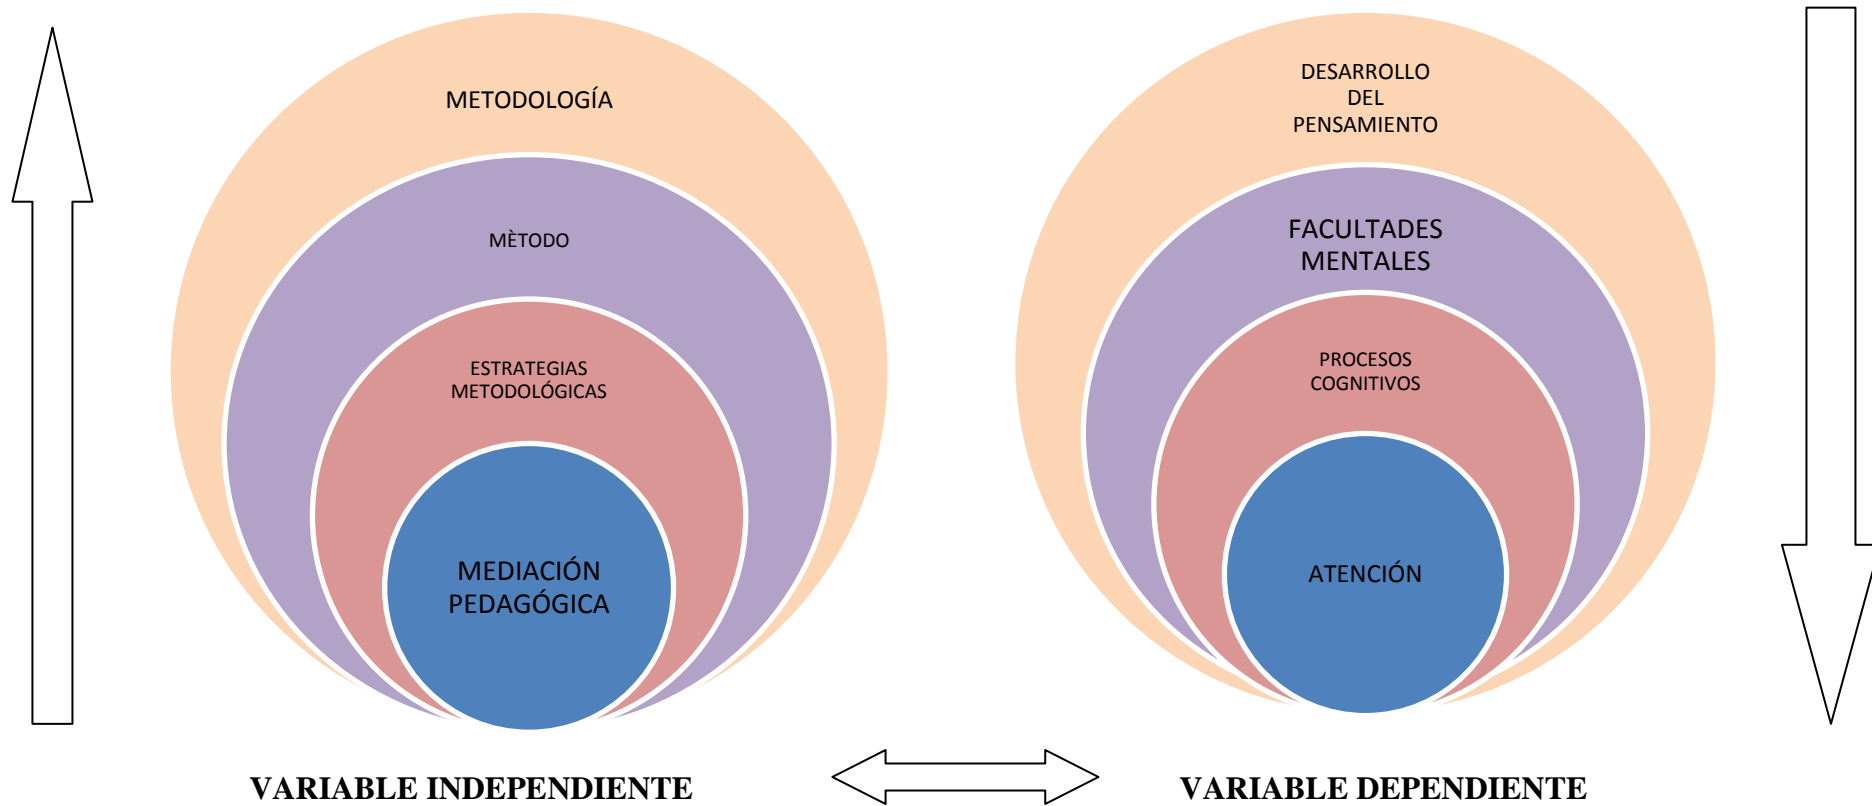 METODOLOGÍA
MÈTODO
ESTRATEGIAS
METODOLÓGICAS
MEDIACIÓN
PEDAGÓGICA
DESARROLLO
DEL
PENSAMIENTO
FACULTADES
MENTALES
PROCESOS
COGNITIVOS
ATENCIÓN
VARIABLE INDEPENDIENTE
VARIABLE DEPENDIENTE